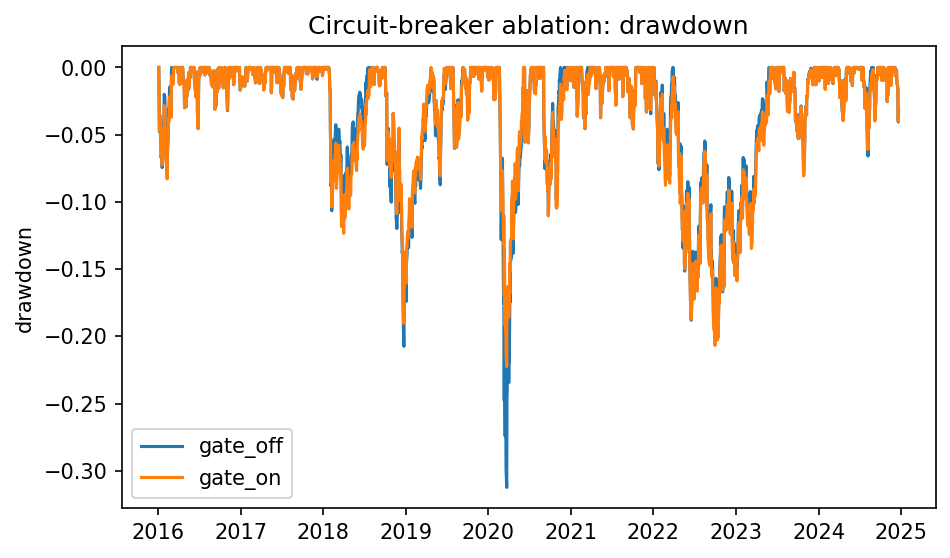 Circuit-breaker ablation: drawdown
0.00
−0.05
−0.10
−0.15
−0.20
−0.25
−0.30
drawdown
gate_off
gate_on
2016 2017 2018 2019 2020 2021 2022 2023 2024 2025